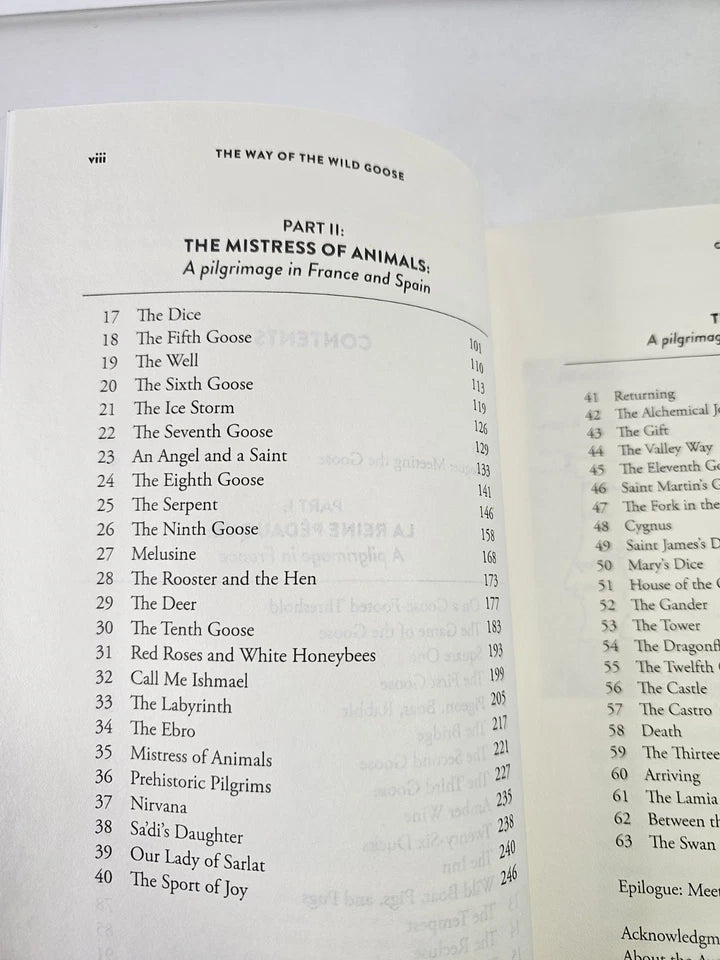 viii THE WAY OF THE WILD GOOSE
PART II:
THE MISTRESS OF ANIMALS:
A pilgrimage in France and Spain
17 The Dice 101
18 The Fifth Goose 110
19 The Well 113
20 The Sixth Goose 119
21 The Ice Storm 126
22 The Seventh Goose 129
23 An Angel and a Saint 133
24 The Eighth Goose 141
25 The Serpent 146
26 The Ninth Goose 158
27 Melusine 168
28 The Rooster and the Hen 173
29 The Deer 177
30 The Tenth Goose 183
31 Red Roses and White Honeybees 193
32 Call Me Ishmael 199
33 The Labyrinth 205
34 The Ebro 217
35 Mistress of Animals 221
36 Prehistoric Pilgrims 227
37 Nirvana 235
38 Sa'di's Daughter 238
39 Our Lady of Sarlat 240
40 The Sport of Joy 246
A
41 Returning
42 The Alchemical
43 The Gift
44 The Valley Way
45 The Eleventh
46 Saint Martin's
47 The Fork in the
48 Cygnus
49 Saint James's
50 Mary's Dice
51 House of the
52 The Gander
53 The Tower
54 The
55 The Twelfth
56 The Castle
57 The Castro
58 Death
59 The
60 Arriving
61 The Lamia
62 Between
63 The Swan
Epilogue:
About the